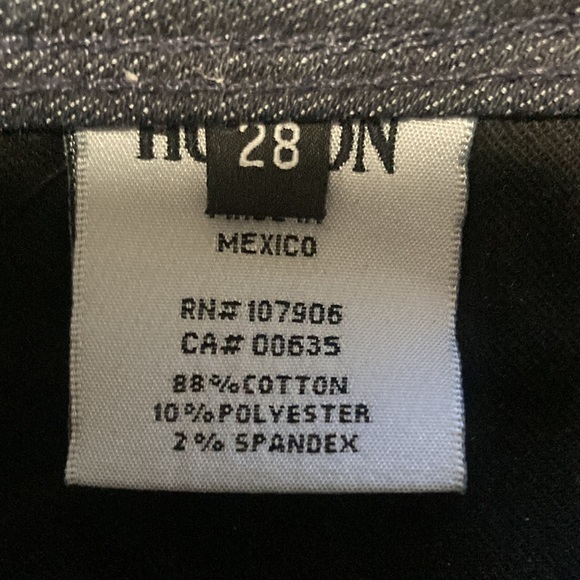 28
MEXICO
RN# 107906
CA# 00635
88%COTTON
10%POLYESTER
2% SPANDEX